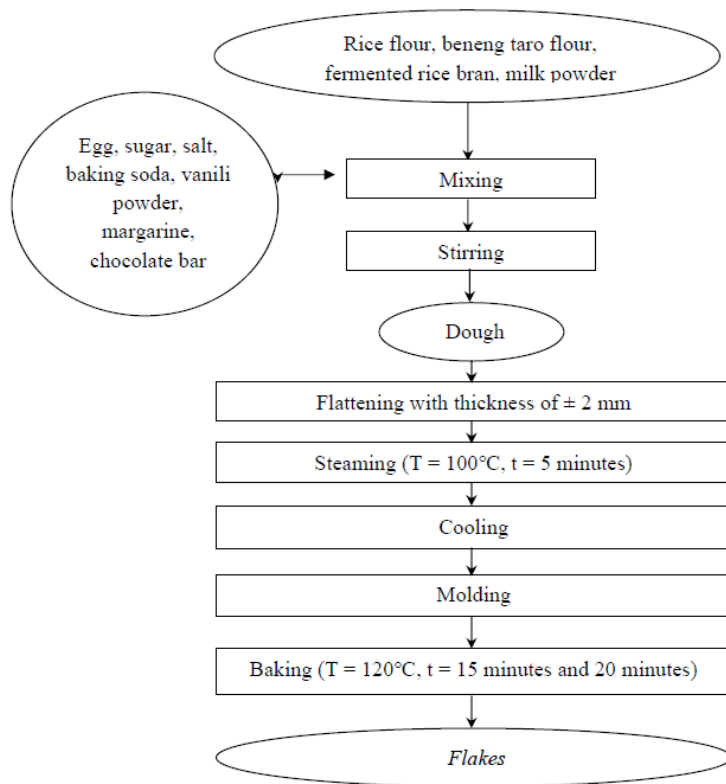 Rice flour, beneng taro flour,
fermented rice bran, milk powder
Egg, sugar, salt,
baking soda, vanili
powder,
margarine,
chocolate bar
Mixing
Stirring
Dough
Flattening with thickness of ± 2 mm
Steaming (T = 100°C, t = 5 minutes)
Cooling
Molding
Baking (T = 120°C, t = 15 minutes and 20 minutes)
Flakes